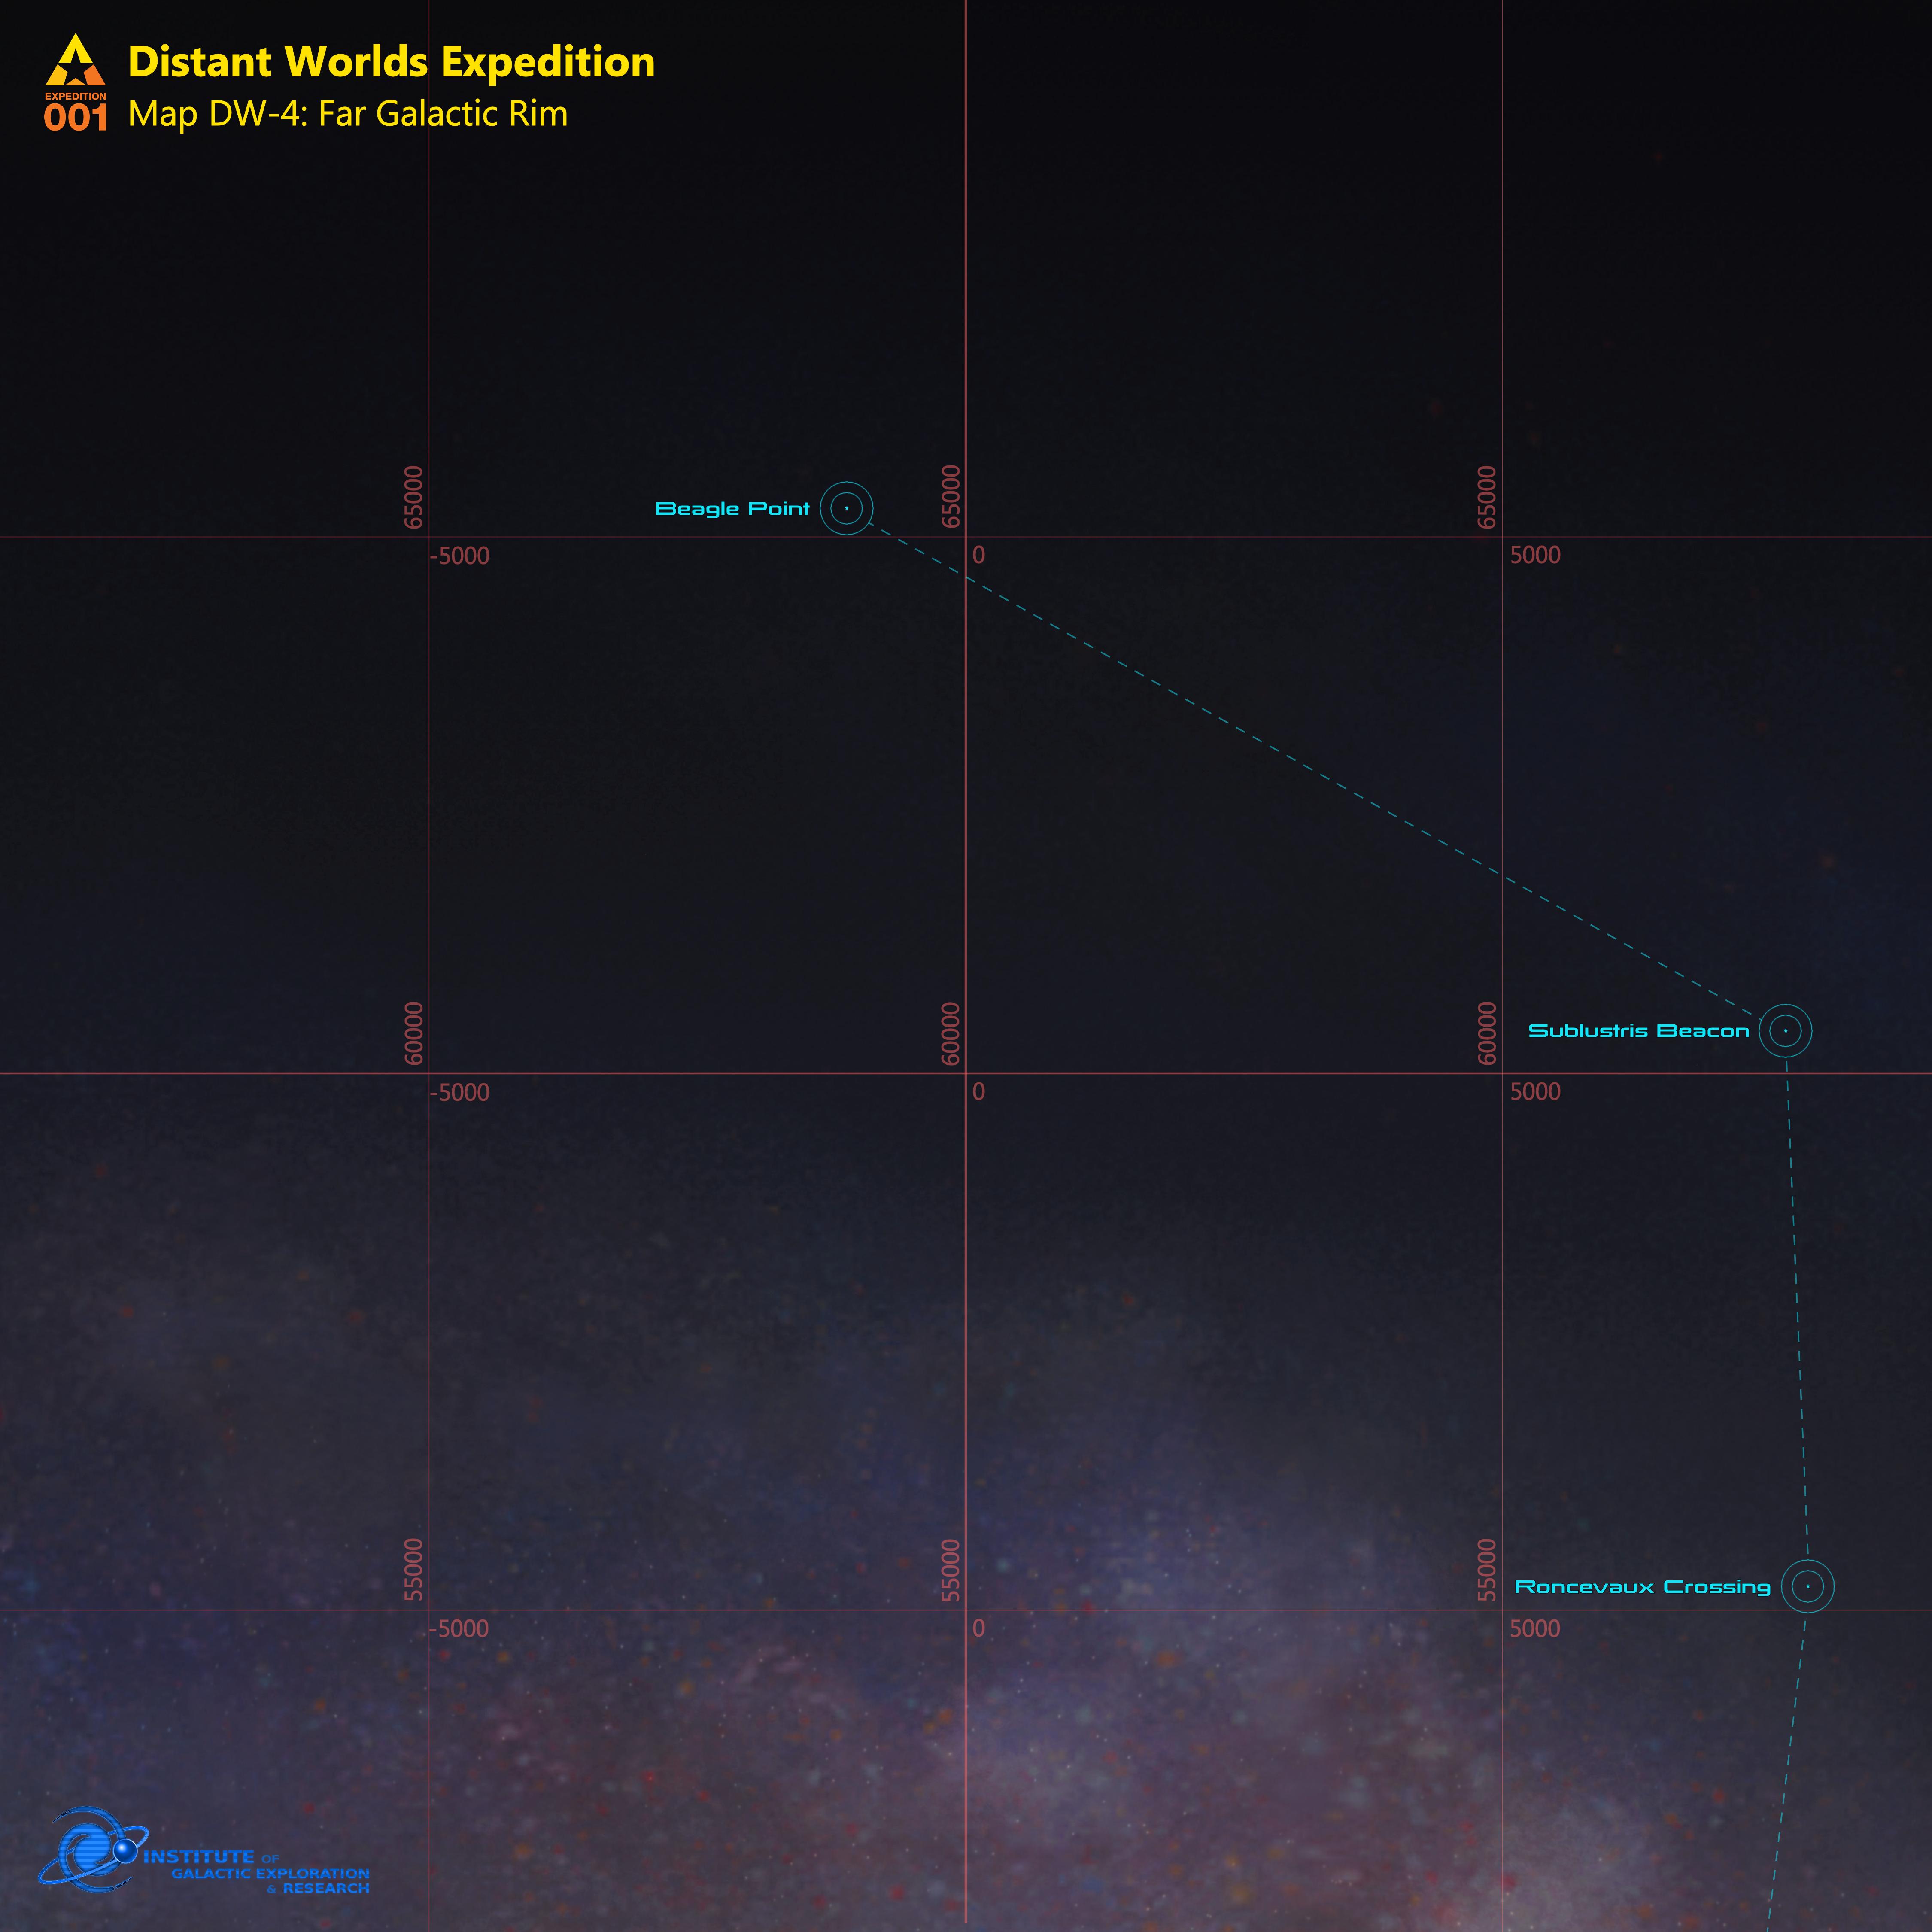 Distant Worlds Expedition
EXPEDITION
001
Map DW-4: Far Galactic Rim
65000
65000
65000
Beagle Point
-5000
0
5000
60000
60000
60000
Sublustris Beacon
-5000
0
5000
55000
55000
55000
Roncevaux Crossing
-5000
0
5000
INSTITUTE OF
GALACTIC EXPLORATION
& RESEARCH